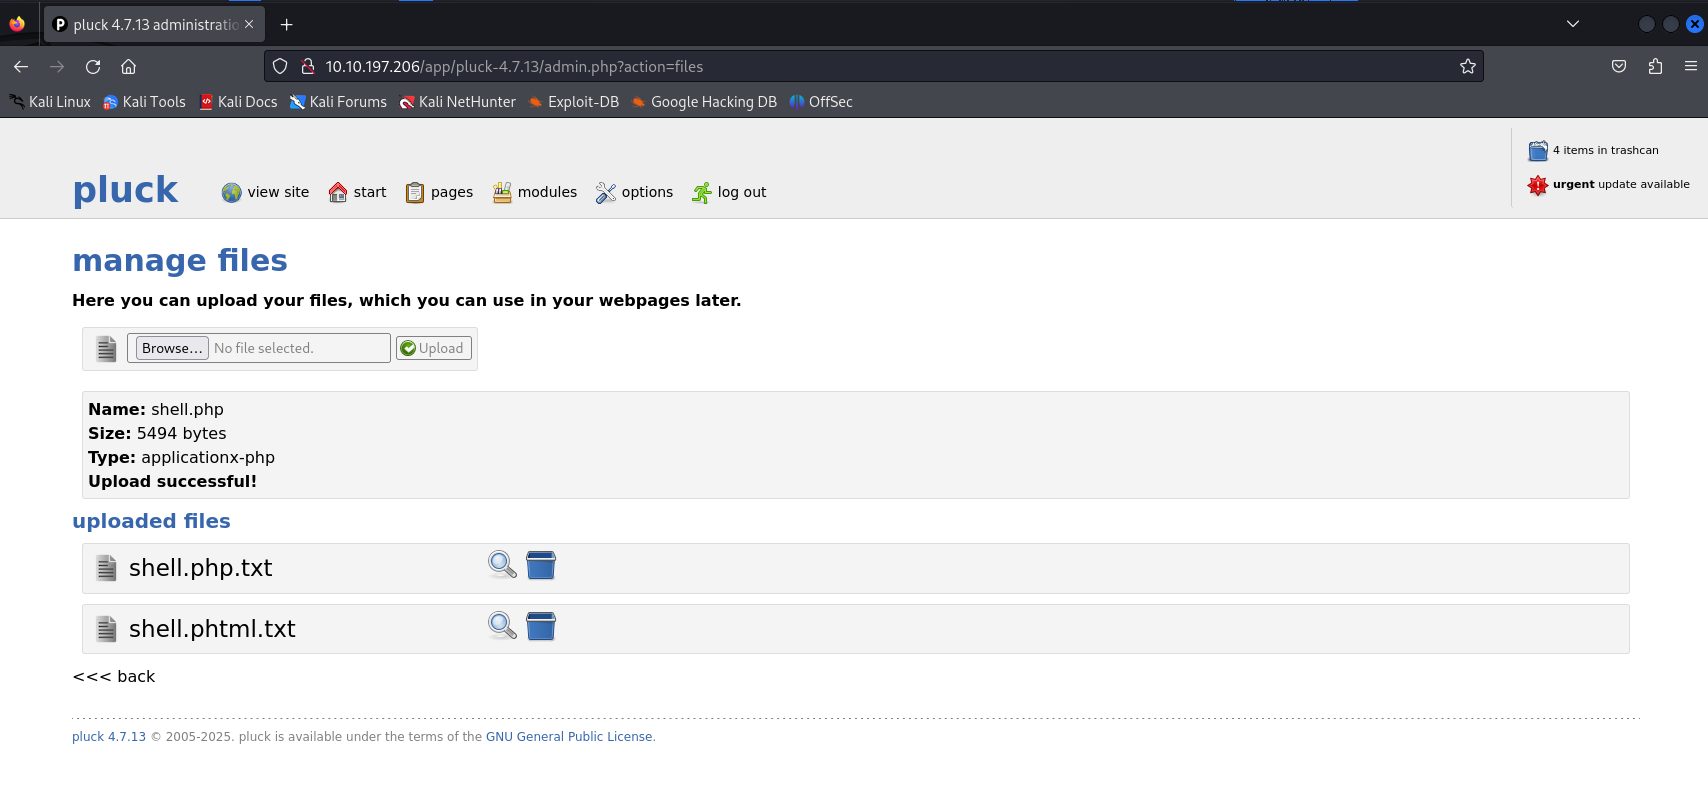 pluck 4.7.13 administratio
10.10.197.206/app/pluck-4.7.13/admin.php?action=files
Kali Linux Kali Tools Kali Docs Kali Forums Kali NetHunter Exploit-DB Google Hacking DB OffSec
4 items in trashcan
urgent update available
pluck view site start pages modules options log out
manage files
Here you can upload your files, which you can use in your webpages later.
Browse... No file selected. Upload
Name: shell.php
Size: 5494 bytes
Type: applicationx-php
Upload successful!
uploaded files
shell.php.txt
shell.phtml.txt
<<< back
pluck 4.7.13 © 2005-2025. pluck is available under the terms of the GNU General Public License.